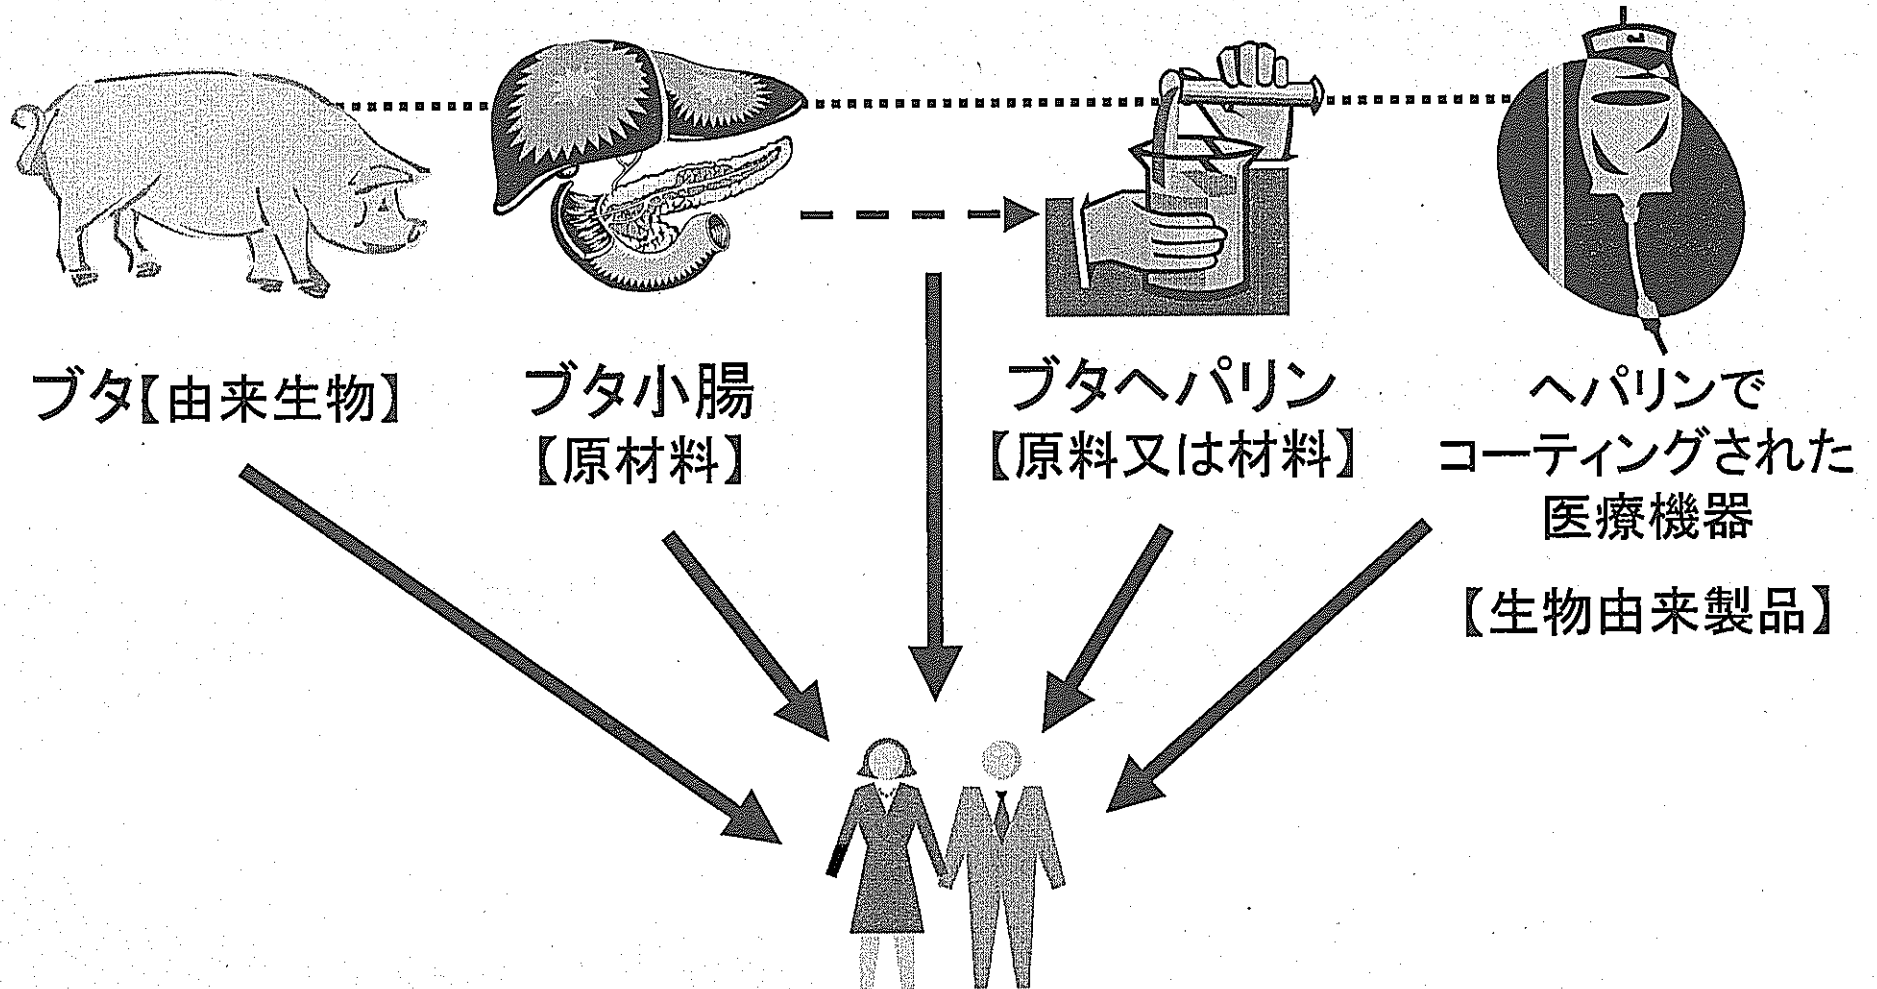 ブタ【由来生物】
ブタ小腸
【原材料】
ブタヘパリン
【原料又は材料】
ヘパリンで
コーティングされた
医療機器
【生物由来製品】